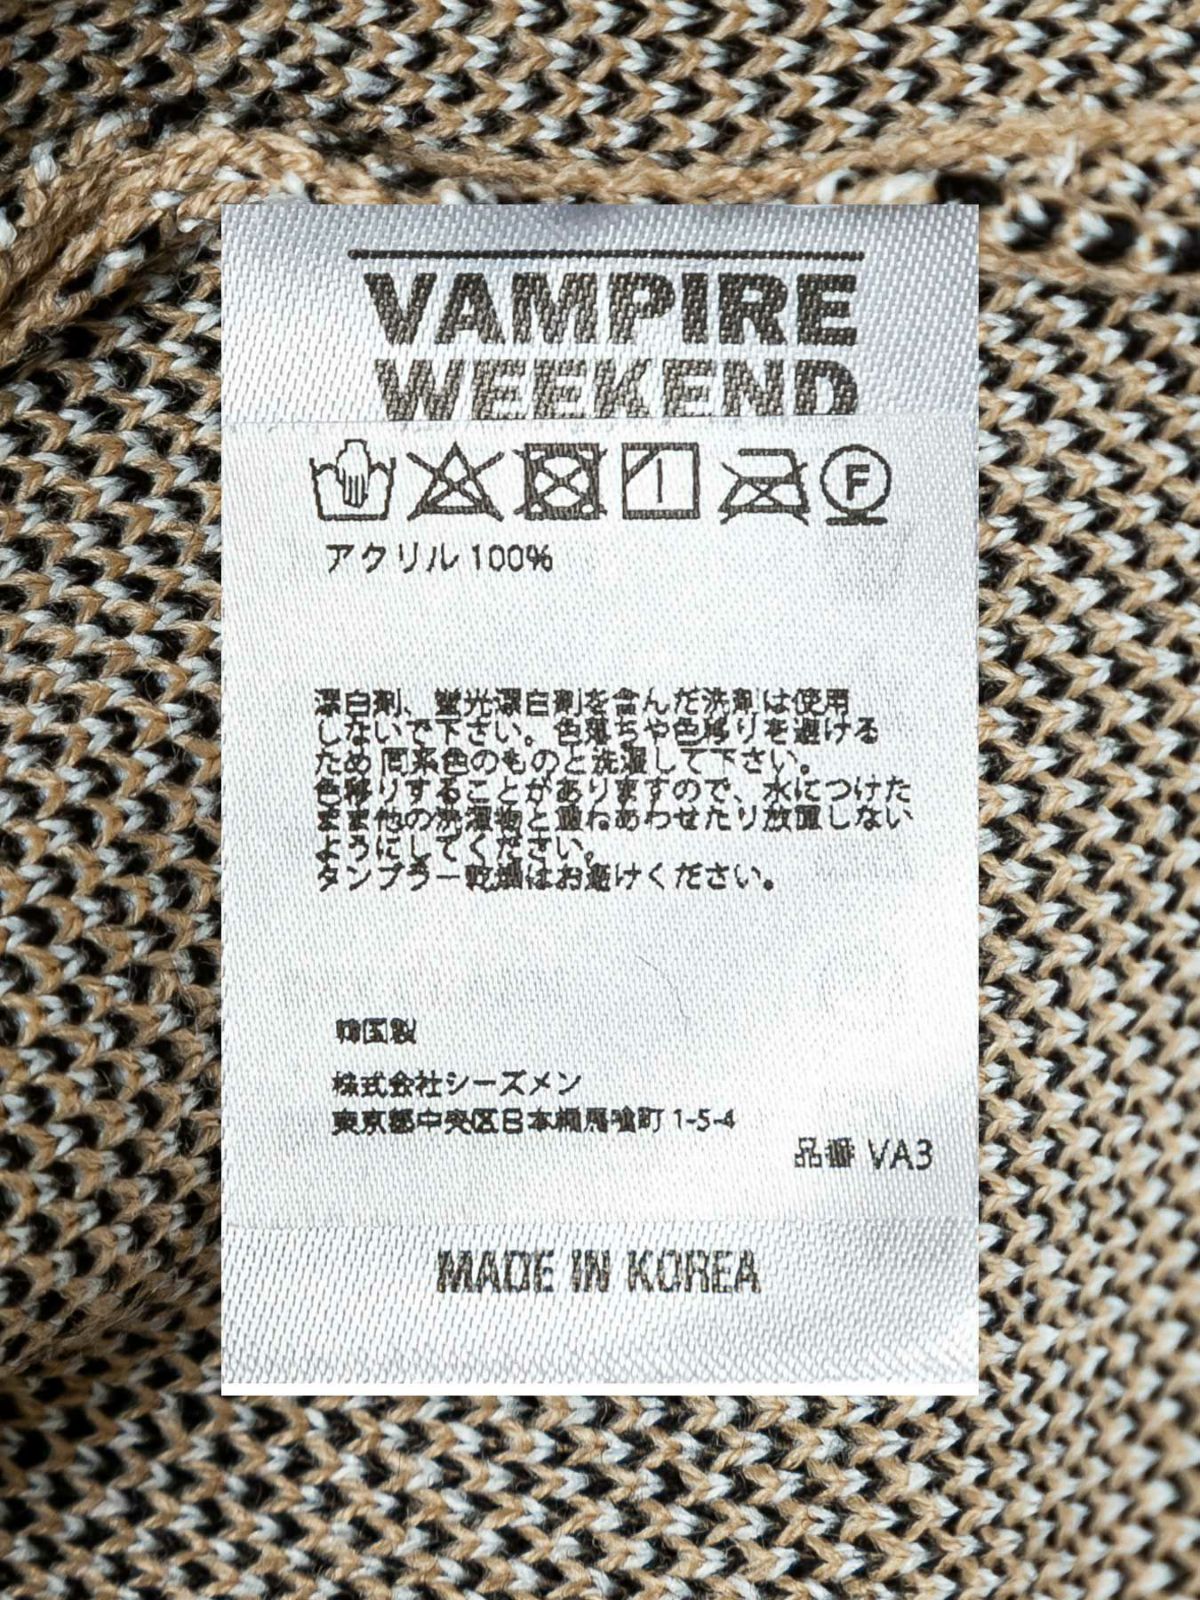 VAMPIRE
WEEKEND
F
アクリル 100%
漂白剤、蛍光漂白剤を含んだ洗剤は使用
しないで下さい。色落ちや色移りを避ける
ため同系色のものと洗濯して下さい。
色移りすることがありますので、水につけた
まま他の洗濯物と重ねあわせたり放置しない
ようにしてください。
タンブラー乾燥はお避けください。
韓国製
株式会社シーズメン
東京都中央区日本橋馬喰町 1-5-4
品番 VA3
MADE IN KOREA